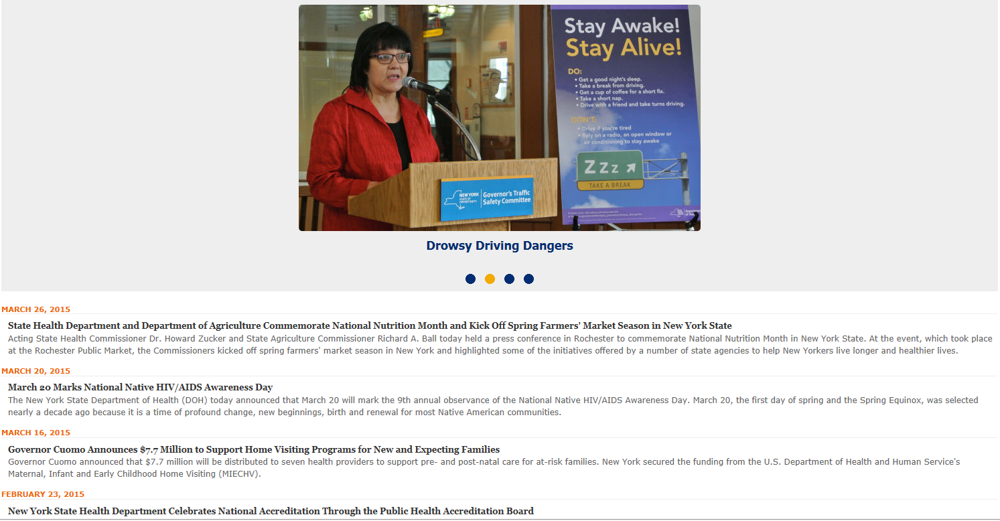 Stay Awake!
Stay Alive!
DO:
• Get a good night's sleep.
• Take a break from driving.
• Get a cup of coffee for a short fix.
• Take a short nap.
• Drive with a friend and take turns driving.
DON'T:
• Drive if you're tired
• Rely on a radio, an open window or
air conditioning to stay awake
Z Z z
TAKE A BREAK
NEW YORK
STATE OF
OPPORTUNITY
Governor's Traffic
Safety Committee
Drowsy Driving Dangers
MARCH 26, 2015
State Health Department and Department of Agriculture Commemorate National Nutrition Month and Kick Off Spring Farmers' Market Season in New York State
Acting State Health Commissioner Dr. Howard Zucker and State Agriculture Commissioner Richard A. Ball today held a press conference in Rochester to commemorate National Nutrition Month in New York State. At the event, which took place
at the Rochester Public Market, the Commissioners kicked off spring farmers' market season in New York and highlighted some of the initiatives offered by a number of state agencies to help New Yorkers live longer and healthier lives.
MARCH 20, 2015
March 20 Marks National Native HIV/AIDS Awareness Day
The New York State Department of Health (DOH) today announced that March 20 will mark the 9th annual observance of the National Native HIV/AIDS Awareness Day. March 20, the first day of spring and the Spring Equinox, was selected
nearly a decade ago because it is a time of profound change, new beginnings, birth and renewal for most Native American communities.
MARCH 16, 2015
Governor Cuomo Announces $7.7 Million to Support Home Visiting Programs for New and Expecting Families
Governor Cuomo announced that $7.7 million will be distributed to seven health providers to support pre- and post-natal care for at-risk families. New York secured the funding from the U.S. Department of Health and Human Service's
Maternal, Infant and Early Childhood Home Visiting (MIECHV).
FEBRUARY 23, 2015
New York State Health Department Celebrates National Accreditation Through the Public Health Accreditation Board